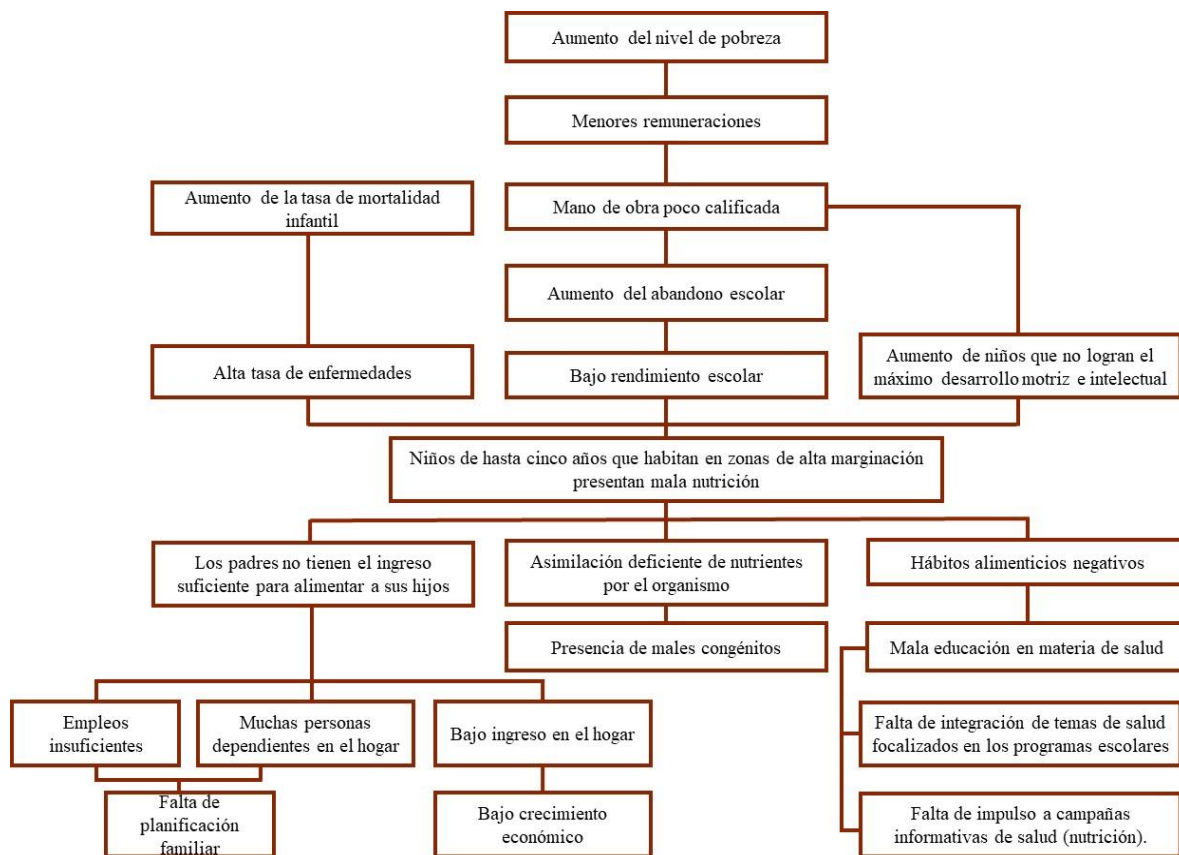 Aumento del nivel de pobreza
Menores remuneraciones
Aumento de la tasa de mortalidad
infantil
Mano de obra poco calificada
Aumento del abandono escolar
Alta tasa de enfermedades
Bajo rendimiento escolar
Aumento de niños que no logran el
máximo desarrollo motriz e intelectual
Niños de hasta cinco años que habitan en zonas de alta marginación
presentan mala nutrición
Los padres no tienen el ingreso
suficiente para alimentar a sus hijos
Asimilación deficiente de nutrientes
por el organismo
Hábitos alimenticios negativos
Presencia de males congénitos
Mala educación en materia de salud
Empleos
insuficientes
Muchas personas
dependientes en el hogar
Bajo ingreso en el hogar
Falta de integración de temas de salud
focalizados en los programas escolares
Falta de
planificación
familiar
Bajo crecimiento
económico
Falta de impulso a campañas
informativas de salud (nutrición).